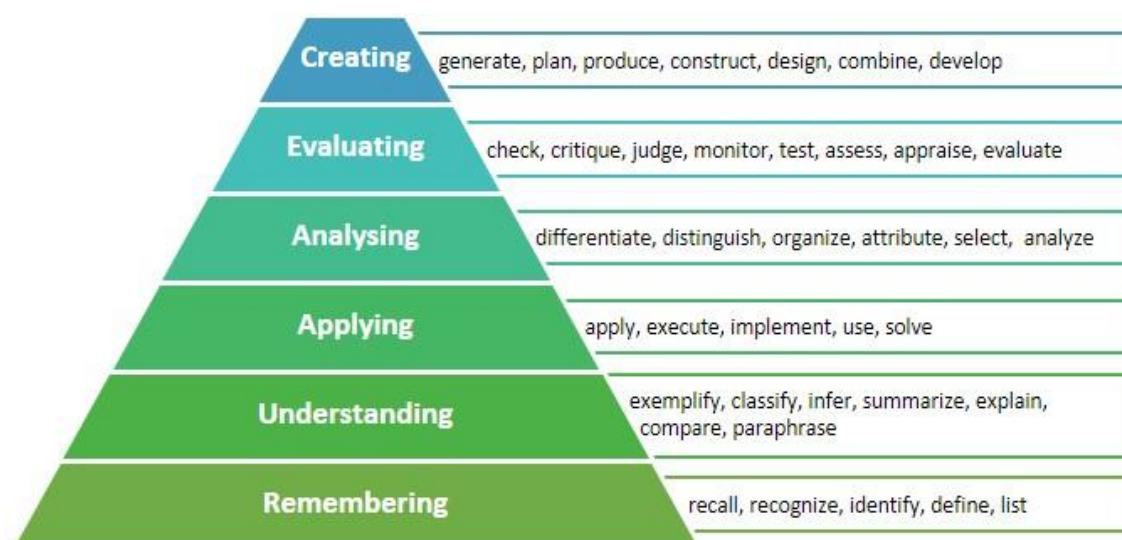 Creating
generate, plan, produce, construct, design, combine, develop
Evaluating
check, critique, judge, monitor, test, assess, appraise, evaluate
Analysing
differentiate, distinguish, organize, attribute, select, analyze
Applying
apply, execute, implement, use, solve
Understanding
exemplify, classify, infer, summarize, explain,
compare, paraphrase
Remembering
recall, recognize, identify, define, list